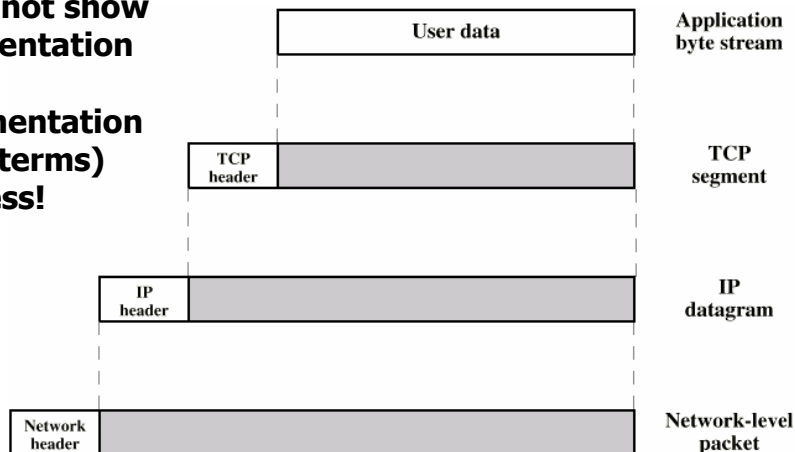 not show
entation
nentation
terms)
ess!
User data
Application
byte stream
TCP
header
TCP
segment
IP
header
IP
datagram
Network
header
Network-level
packet